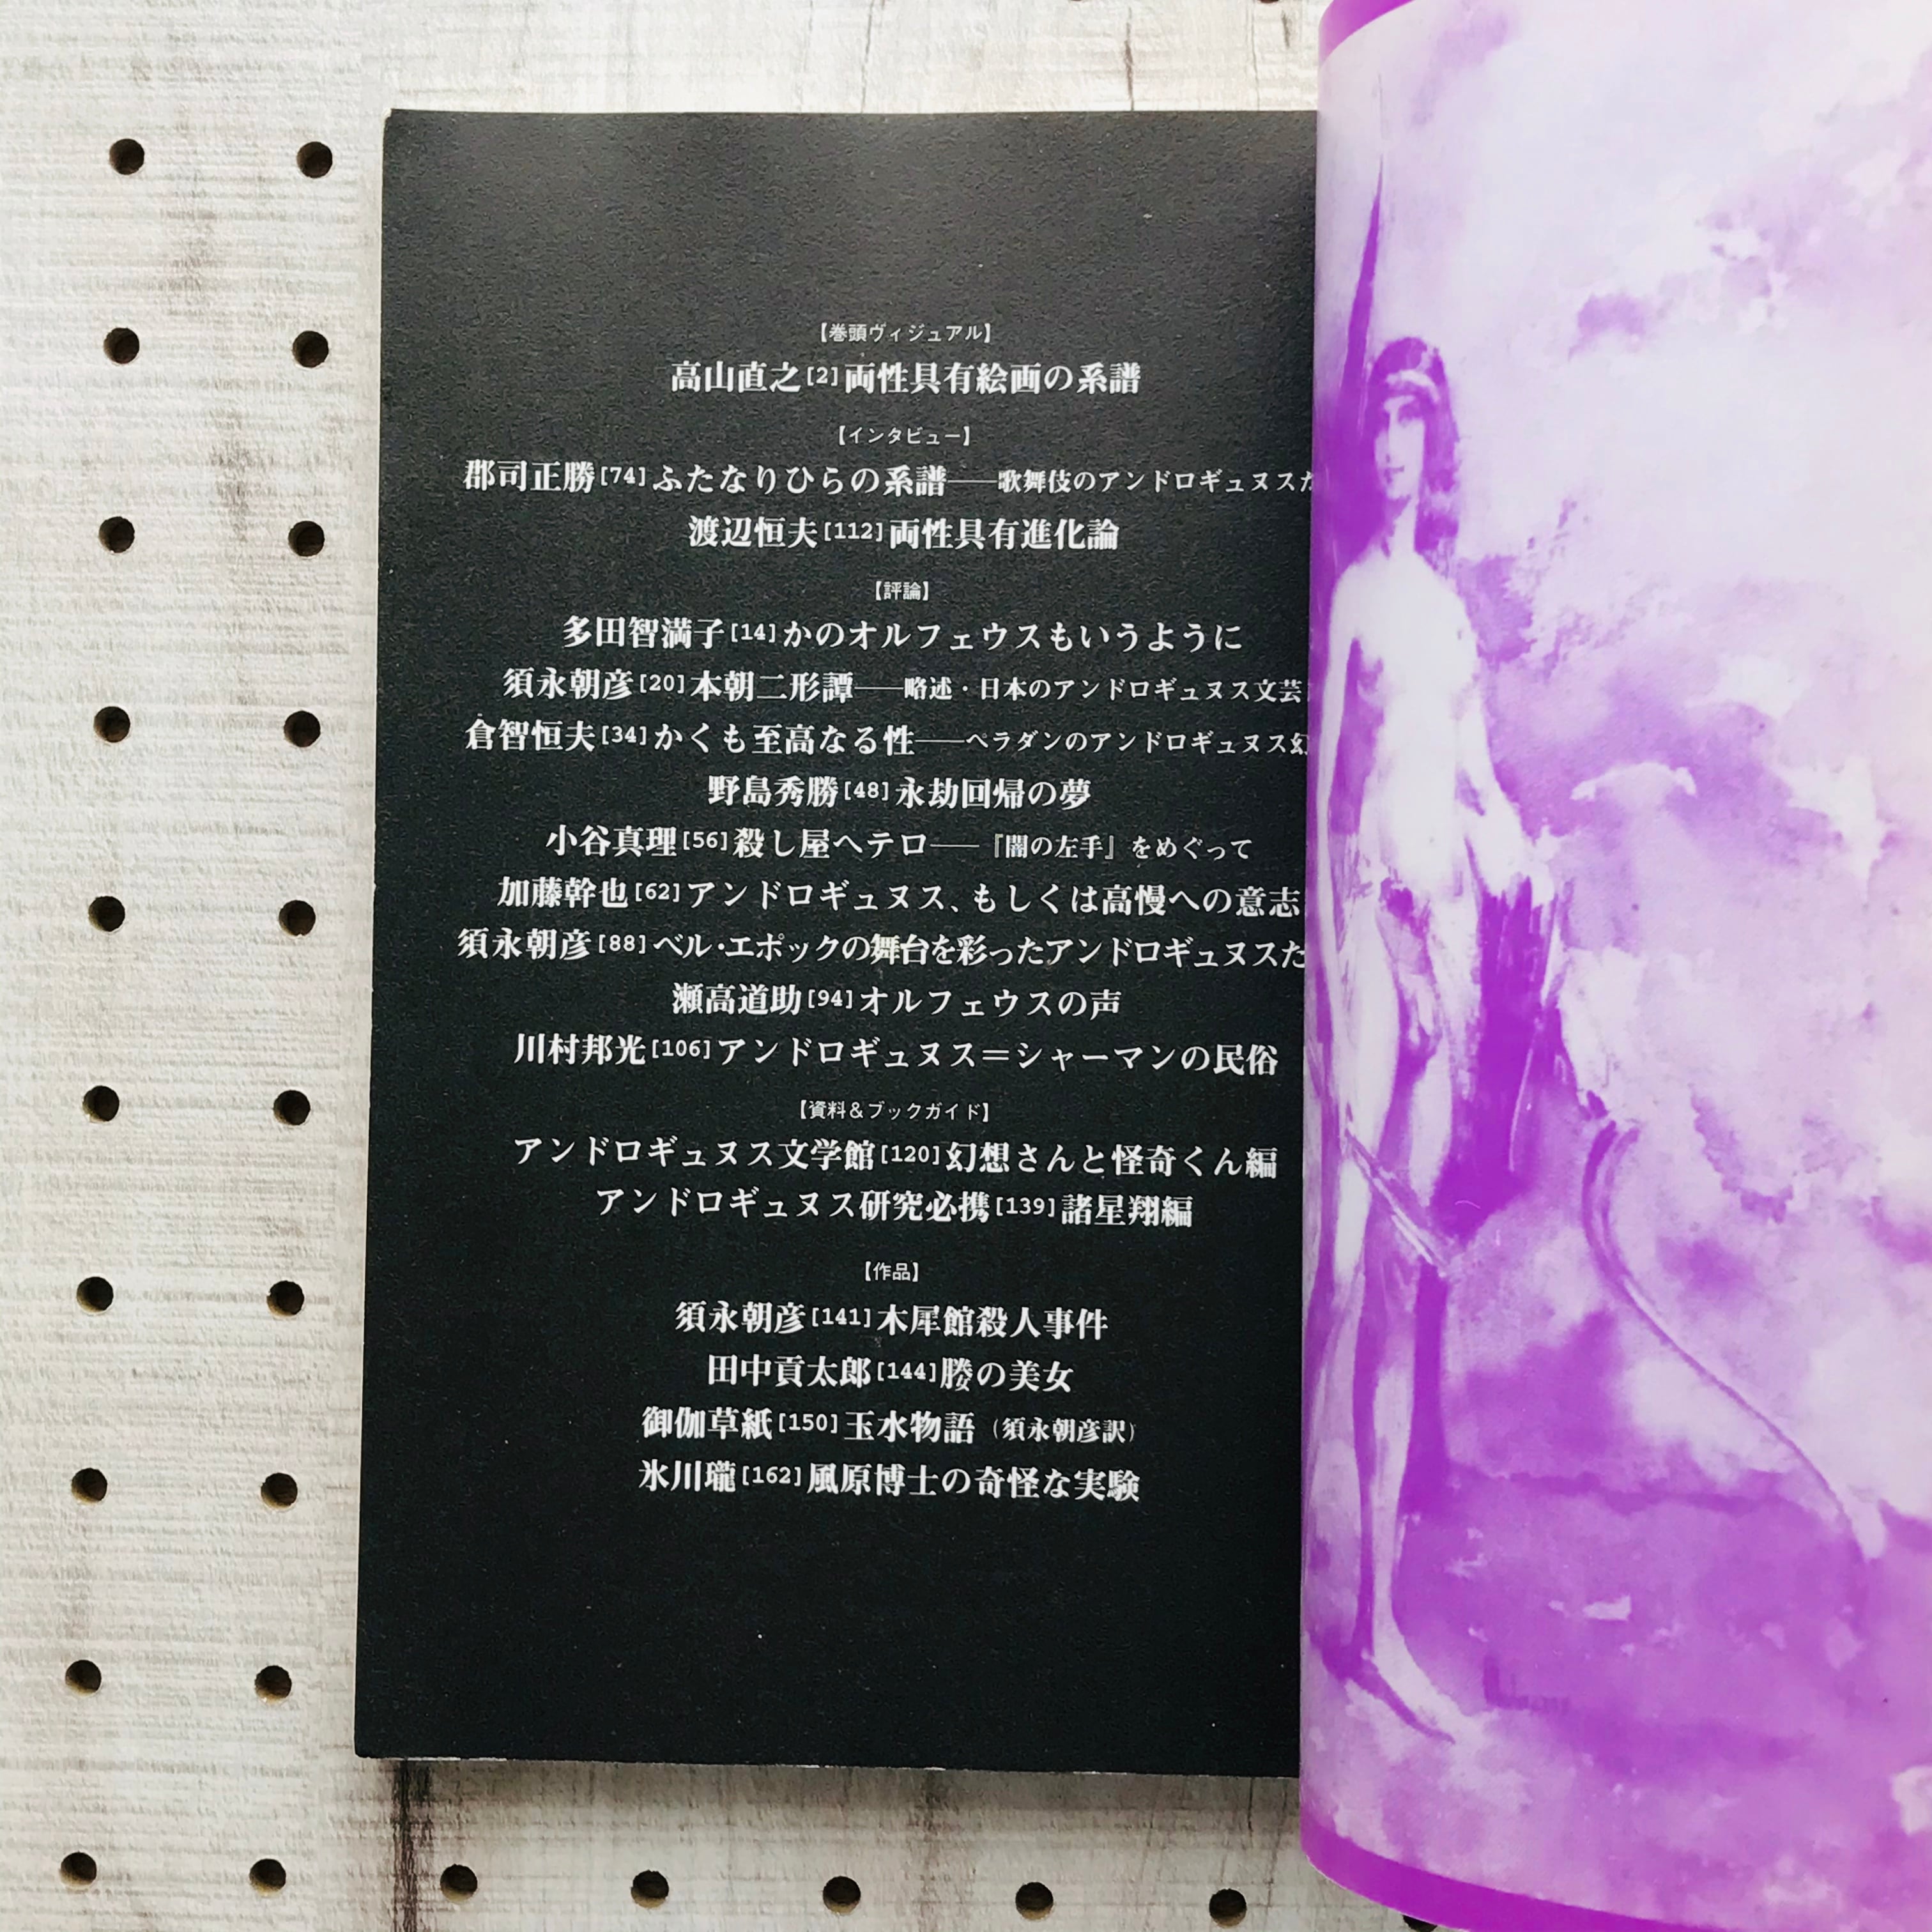 【巻頭ヴィジュアル】
高山直之[2]両性具有絵画の系譜
【インタビュー】
郡司正勝[74]ふたなりひらの系譜――歌舞伎のアンドロギュヌス
渡辺恒夫[112]両性具有進化論
【評論】
多田智満子[14]かのオルフェウスもいうように
須永朝彦[20]本朝二形譚――略述・日本のアンドロギュヌス文芸
倉智恒夫[34]かくも至高なる性――ペラダンのアンドロギュヌス幻
野島秀勝[48]永劫回帰の夢
小谷真理[56]殺し屋ヘテロ――『闇の左手』をめぐって
加藤幹也[62]アンドロギュヌス、もしくは高慢への意志
須永朝彦[88]ベル・エポックの舞台を彩ったアンドロギュヌスた
瀬高道助[94]オルフェウスの声
川村邦光[106]アンドロギュヌス＝シャーマンの民俗
【資料＆ブックガイド】
アンドロギュヌス文学館[120]幻想さんと怪奇くん編
アンドロギュヌス研究必携[139]諸星翔編
【作品】
須永朝彦[141]木犀館殺人事件
田中貢太郎[144]の美女
御伽草紙[150]玉水物語（須永朝彦訳）
氷川瓏[162]風原博士の奇怪な実験